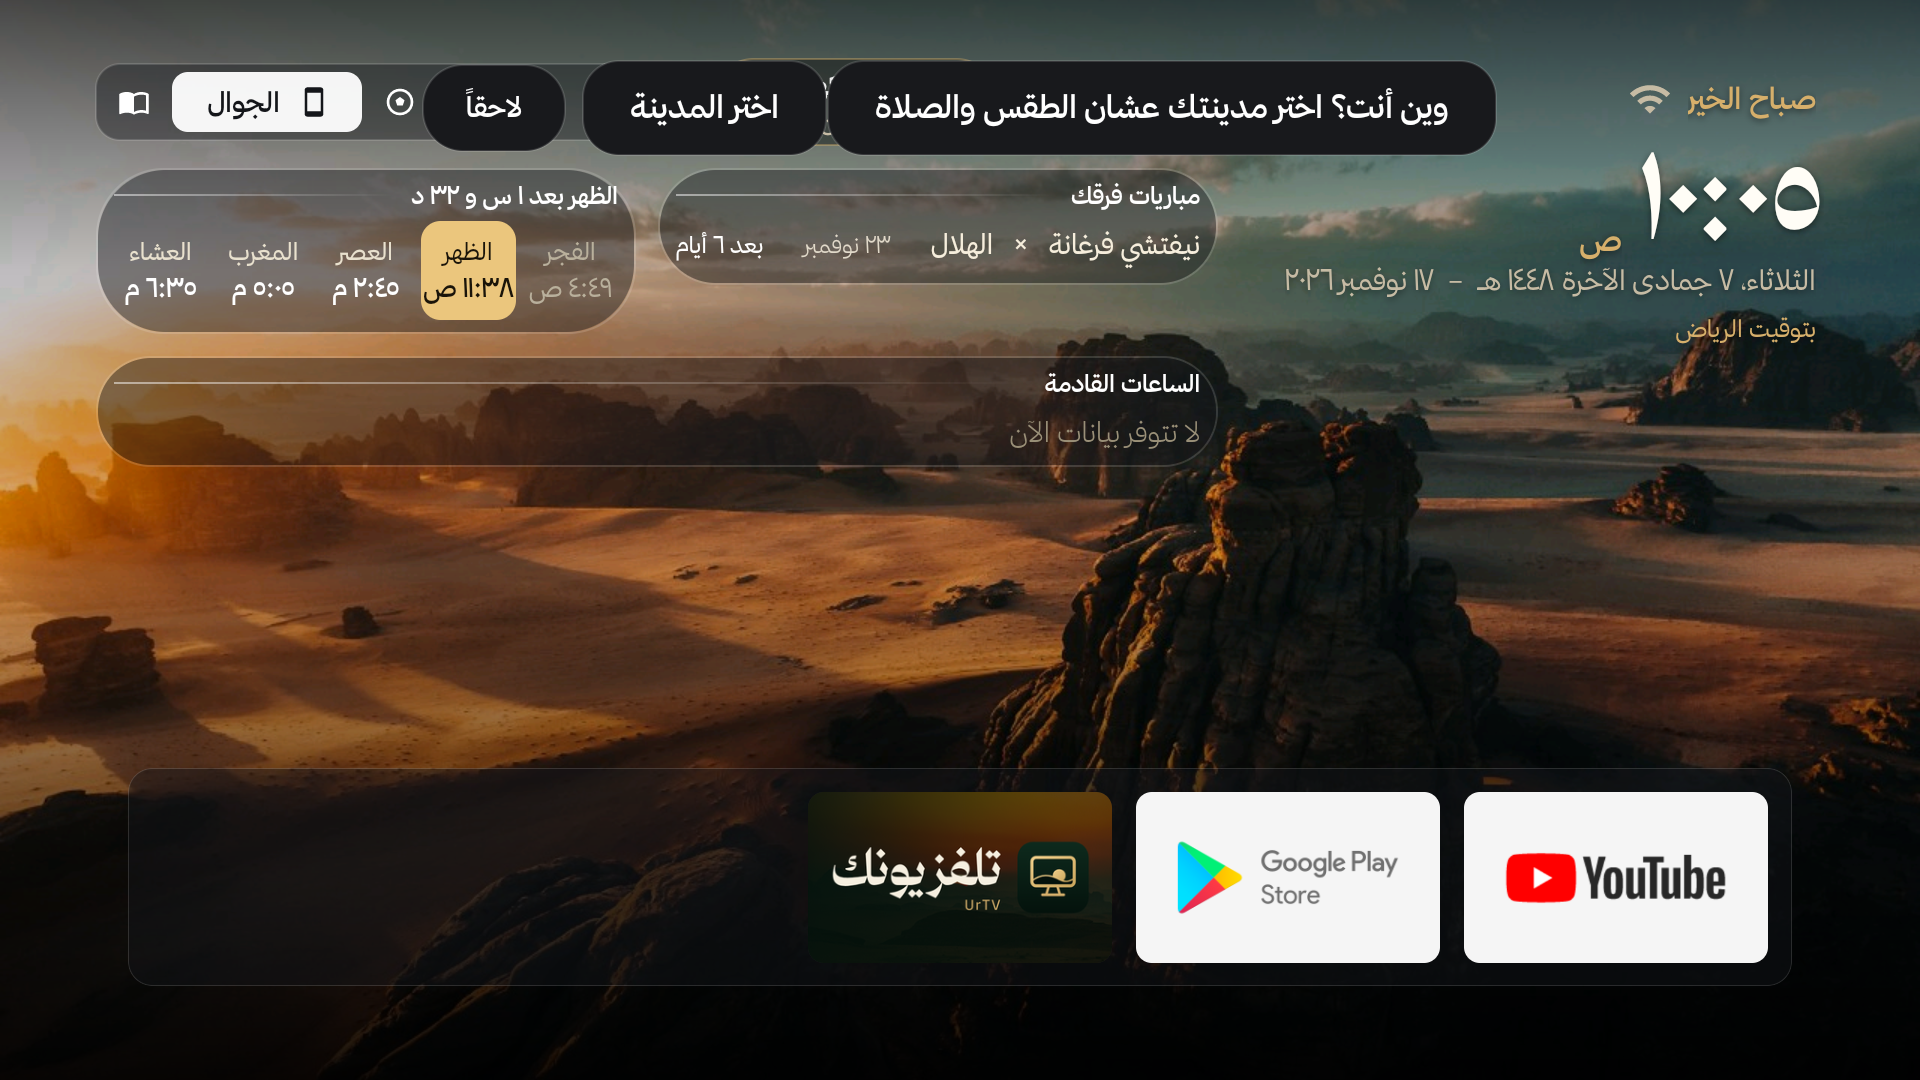 صباح الخير
١٠:٠٥ ص
الثلاثاء، ٧ جمادى الآخرة ١٤٤٨ هـ – ١٧ نوفمبر ٢٠٢٦
بتوقيت الرياض
وين أنت؟ اختر مدينتك عشان الطقس والصلاة
اختر المدينة
لاحقاً
الجوال
مباريات فرقك
نيفتشي فرغانة × الهلال ٢٣ نوفمبر بعد ٦ أيام
الظهر بعد ١ س و ٣٢ د
الفجر الظهر العصر المغرب العشاء
٤:٤٩ ص ١١:٣٨ ص ٢:٤٥ م ٥:٠٥ م ٦:٣٥ م
الساعات القادمة
لا تتوفر بيانات الآن
YouTube
Google Play
Store
تلفزيونك
UrTV